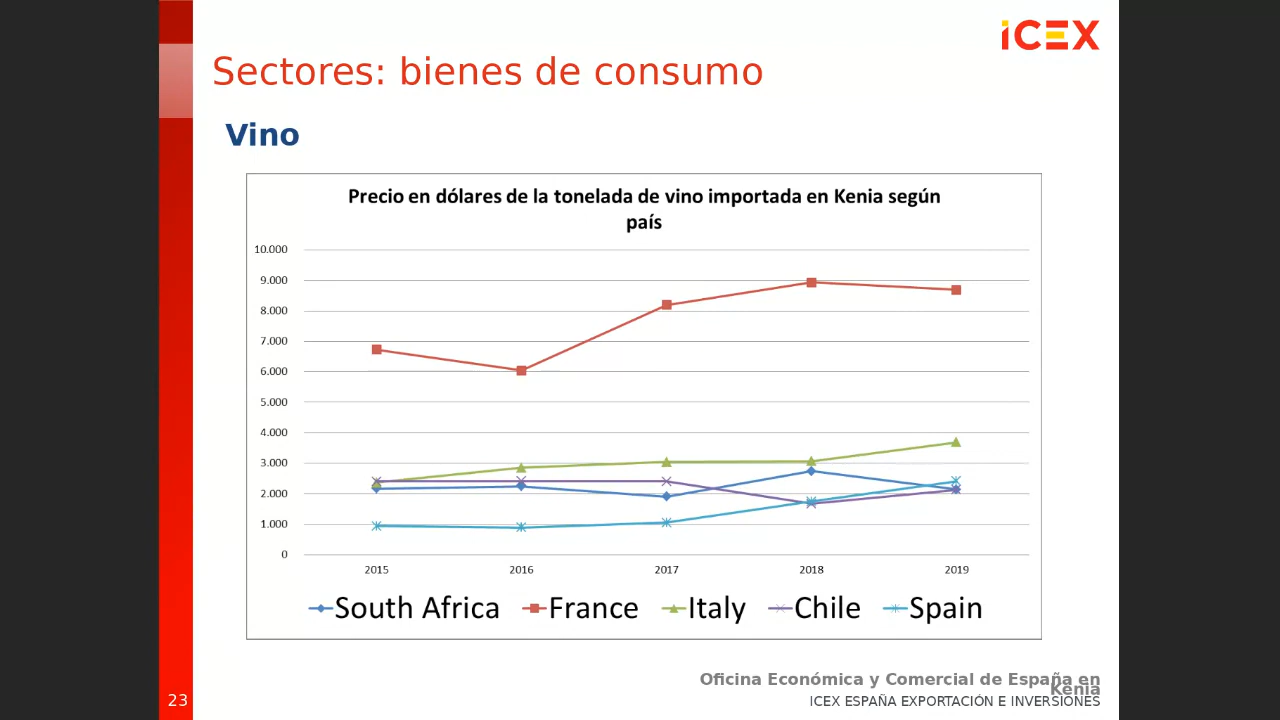 iCEX
Sectores: bienes de consumo
Vino
Precio en dólares de la tonelada de vino importada en Kenia según
país
10.000
9.000
8.000
7.000
6.000
5.000
4.000
3.000
2.000
1.000
0
2015 2016 2017 2018 2019
South Africa France Italy Chile Spain
Oficina Económica y Comercial de España en
Kenia
ICEX ESPAÑA EXPORTACIÓN E INVERSIONES
23